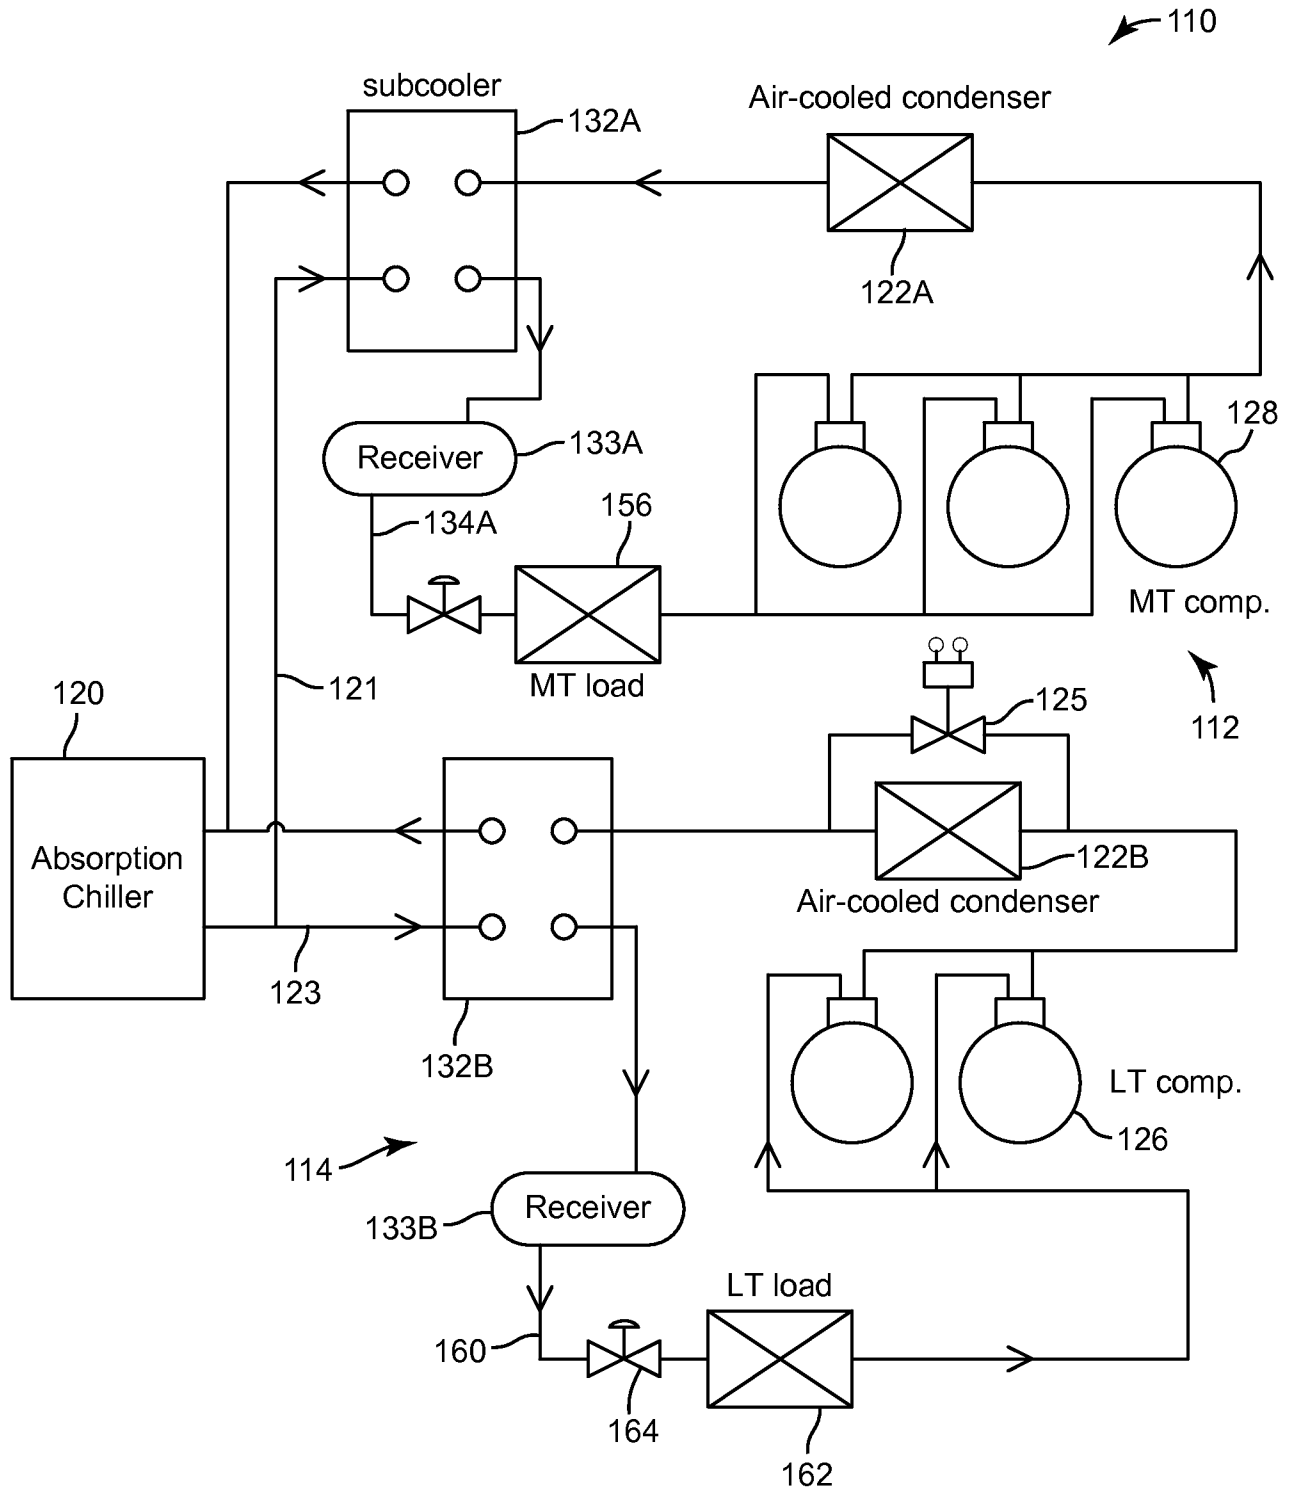 110
subcooler
Air-cooled condenser
132A
122A
128
Receiver
133A
156
134A
MT comp.
MT load
121
120
125
112
Absorption
Chiller
122B
Air-cooled condenser
123
132B
LT comp.
126
114
Receiver
133B
LT load
160
164
162